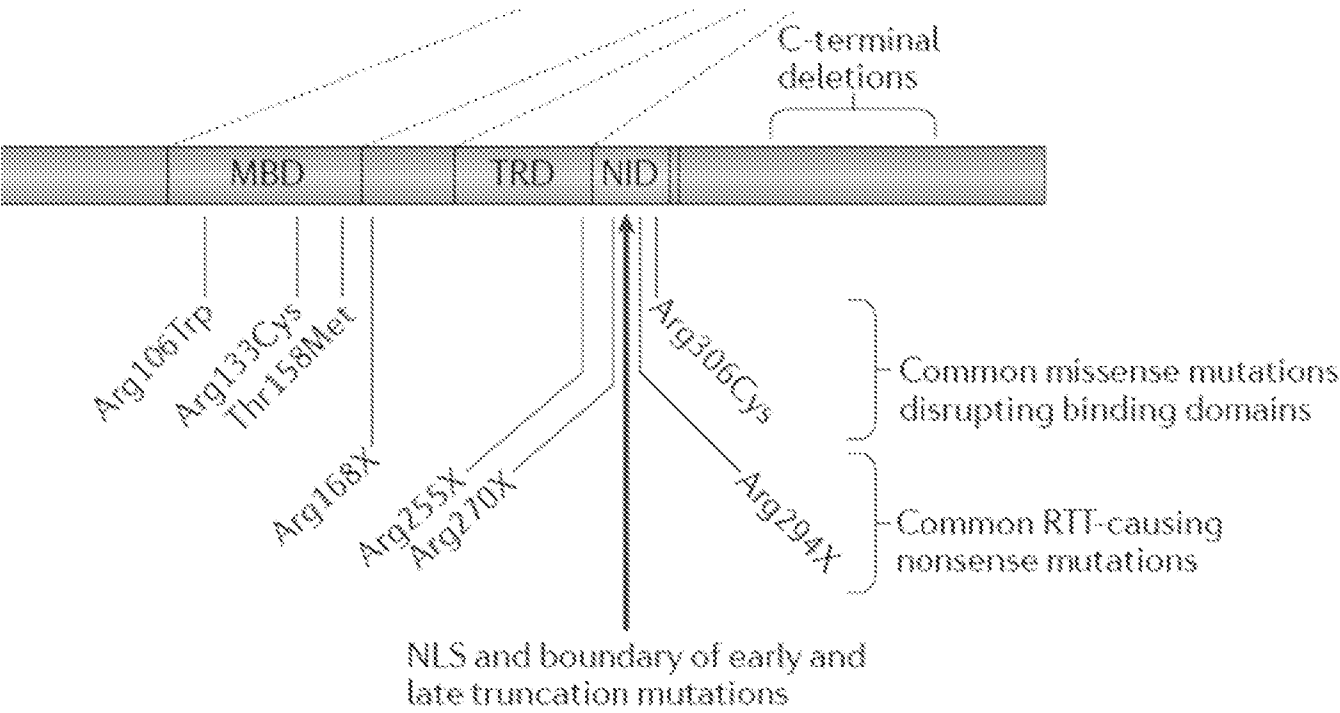 C-terminal
deletions
MBD
TRD
NID
Arg106Trp
Arg133Cys
Thr158Met
Arg306Cys
Common missense mutations
disrupting binding domains
Arg168X
Arg255X
Arg270X
Arg294X
Common RTT-causing
nonsense mutations
NLS and boundary of early and
late truncation mutations